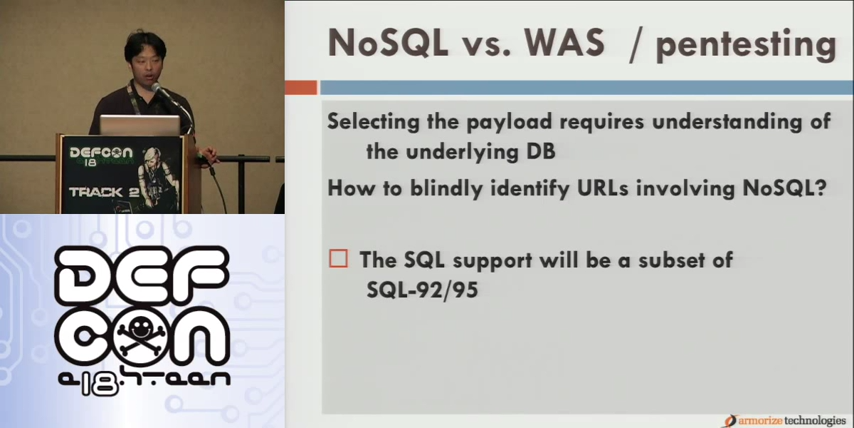 NoSQL vs. WAS / pentesting
Selecting the payload requires understanding of
the underlying DB
How to blindly identify URLs involving NoSQL?
The SQL support will be a subset of
SQL-92/95
armorize technologies
DEFCON
18
TRACK 2
DEF
CON